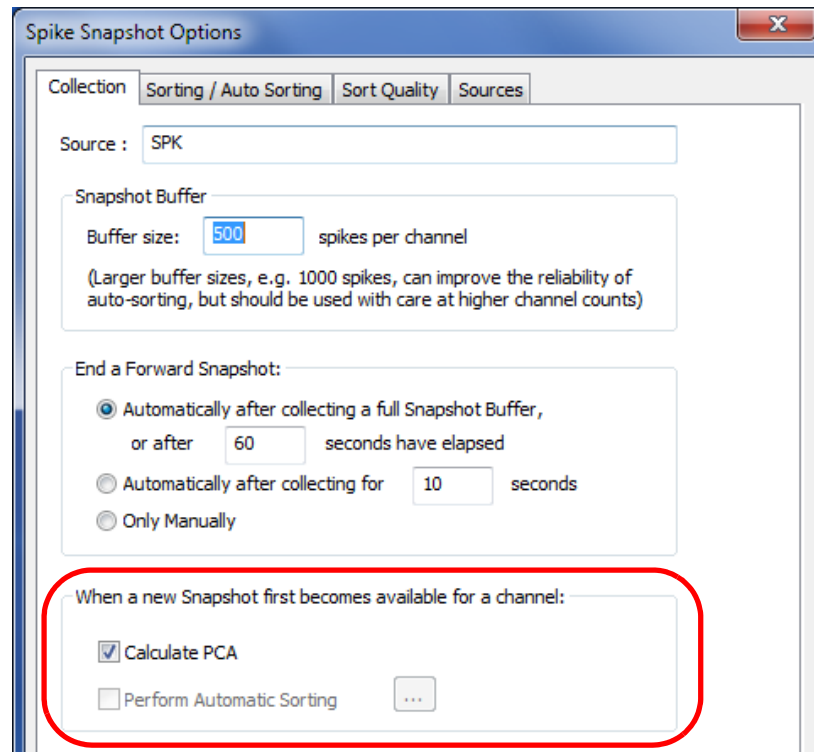 Spike Snapshot Options
Collection
Sorting / Auto Sorting
Sort Quality
Sources
Source :
SPK
Snapshot Buffer
Buffer size:
500
spikes per channel
(Larger buffer sizes, e.g. 1000 spikes, can improve the reliability of
auto-sorting, but should be used with care at higher channel counts)
End a Forward Snapshot:
Automatically after collecting a full Snapshot Buffer,
or after
60
seconds have elapsed
Automatically after collecting for
10
seconds
Only Manually
When a new Snapshot first becomes available for a channel:
Calculate PCA
Perform Automatic Sorting
...